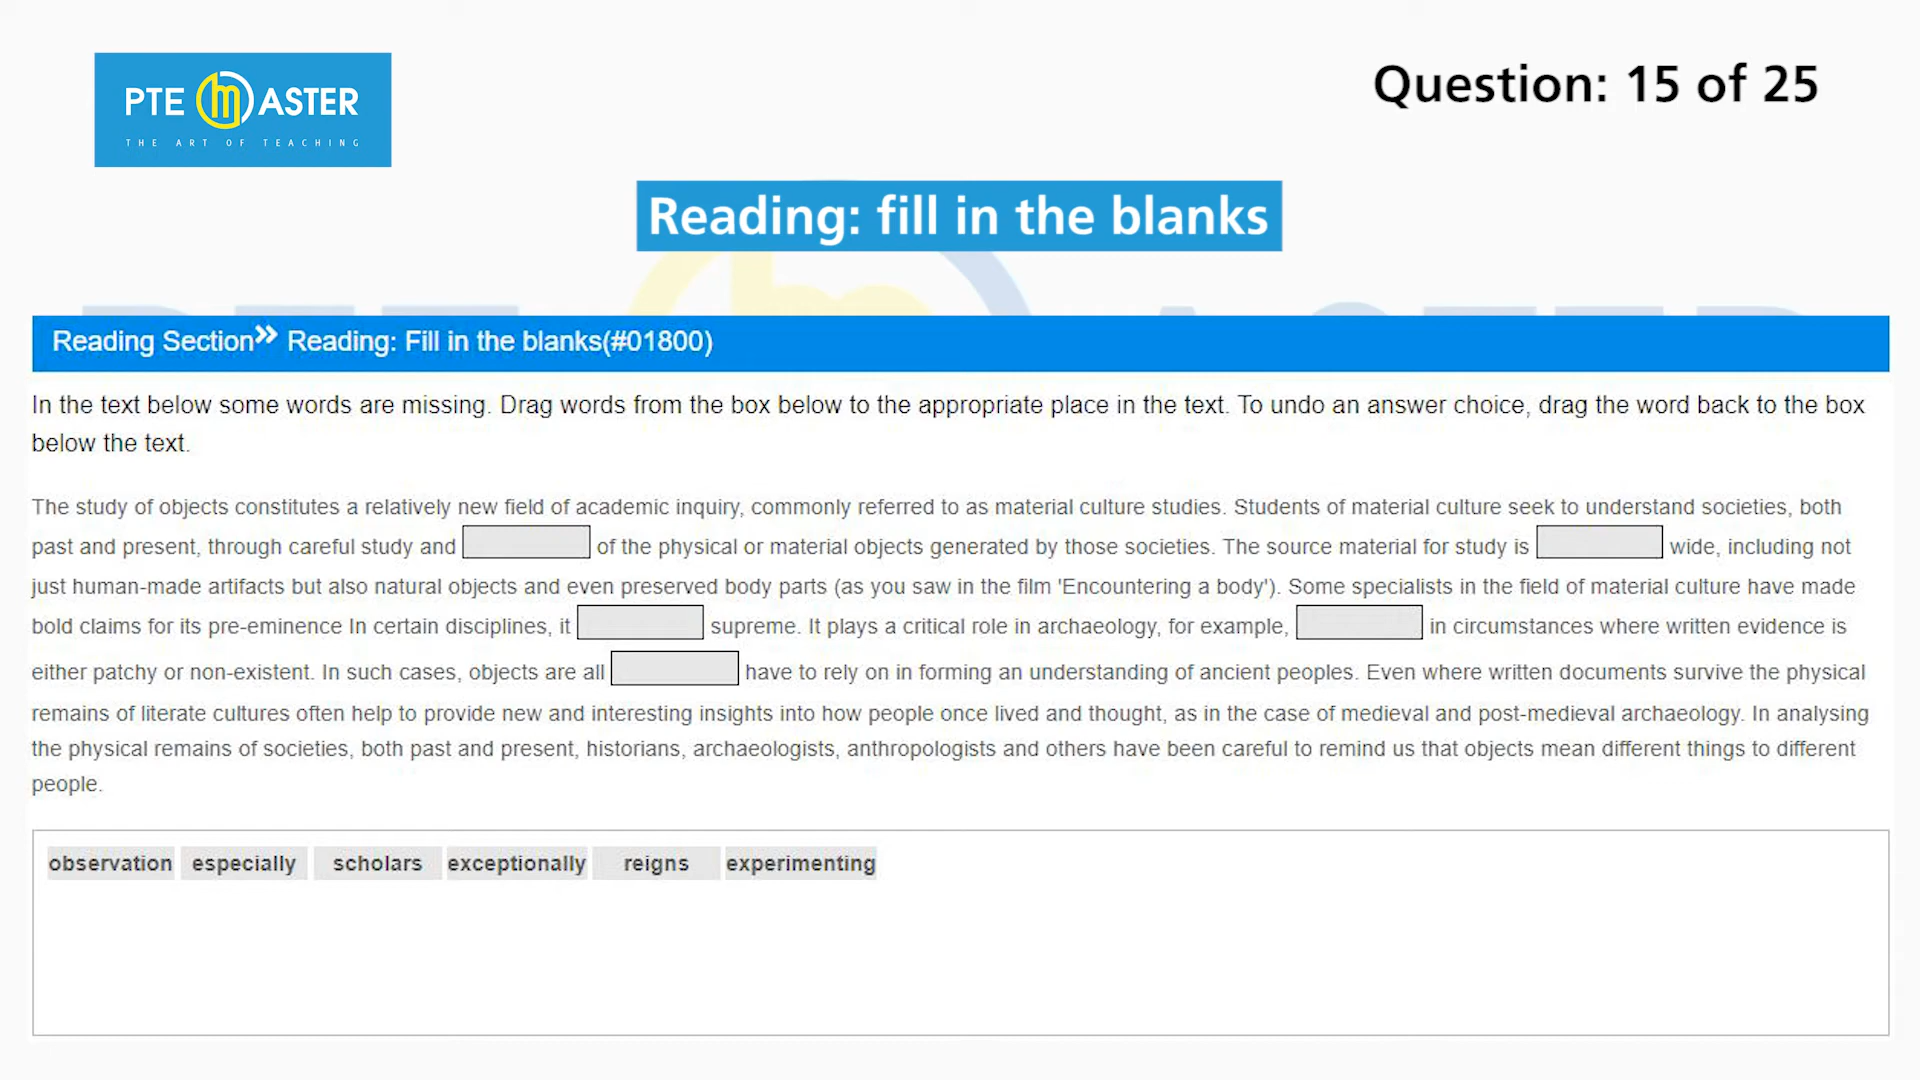 PTE MASTER
THE ART OF TEACHING
Question: 15 of 25
Reading: fill in the blanks
Reading Section» Reading: Fill in the blanks(#01800)
In the text below some words are missing. Drag words from the box below to the appropriate place in the text. To undo an answer choice, drag the word back to the box
below the text.
The study of objects constitutes a relatively new field of academic inquiry, commonly referred to as material culture studies. Students of material culture seek to understand societies, both
past and present, through careful study and of the physical or material objects generated by those societies. The source material for study is wide, including not
just human-made artifacts but also natural objects and even preserved body parts (as you saw in the film 'Encountering a body'). Some specialists in the field of material culture have made
bold claims for its pre-eminence In certain disciplines, it supreme. It plays a critical role in archaeology, for example, in circumstances where written evidence is
either patchy or non-existent. In such cases, objects are all have to rely on in forming an understanding of ancient peoples. Even where written documents survive the physical
remains of literate cultures often help to provide new and interesting insights into how people once lived and thought, as in the case of medieval and post-medieval archaeology. In analysing
the physical remains of societies, both past and present, historians, archaeologists, anthropologists and others have been careful to remind us that objects mean different things to different
people.
observation especially scholars exceptionally reigns experimenting